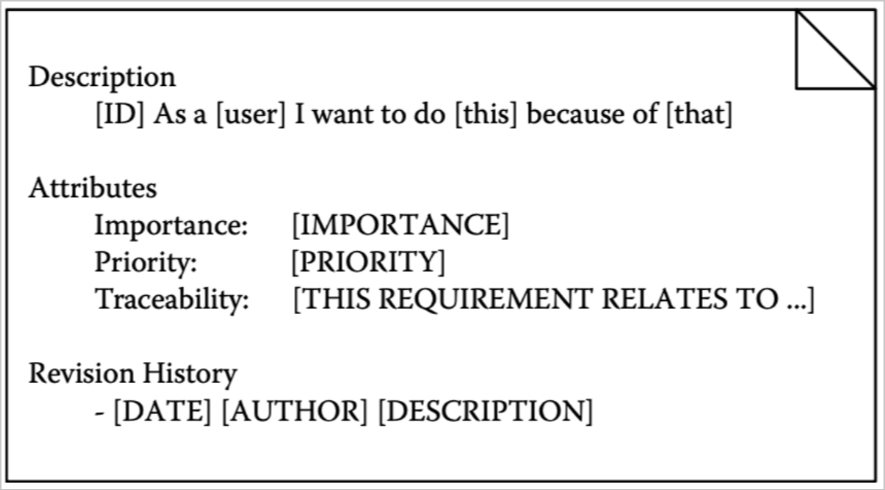 Description
[ID] As a [user] I want to do [this] because of [that]
Attributes
Importance: [IMPORTANCE]
Priority: [PRIORITY]
Traceability: [THIS REQUIREMENT RELATES TO ...]
Revision History
- [DATE] [AUTHOR] [DESCRIPTION]